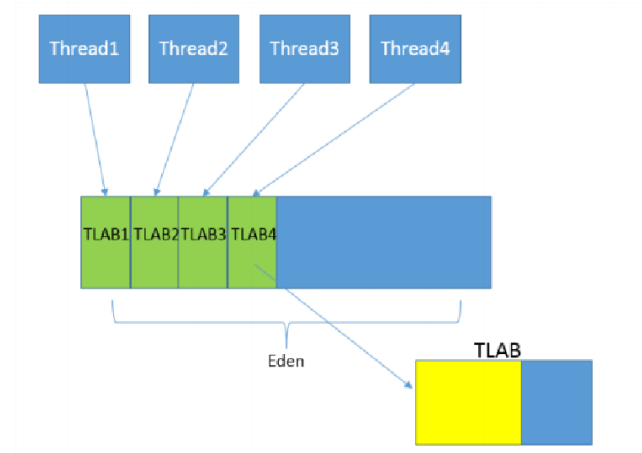 Thread1 Thread2 Thread3 Thread4
TLAB1 TLAB2 TLAB3 TLAB4
Eden
TLAB